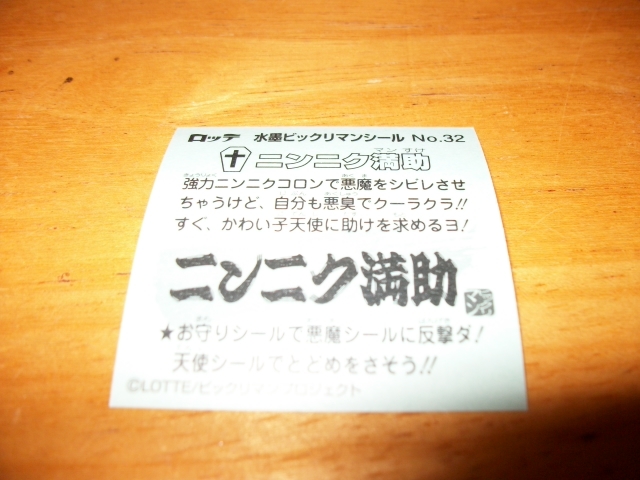 ロッテ 水墨ビックリマンシール No.32
ニンニク満助
強力ニンニクコロンで悪魔をシビレさせ
ちゃうけど、自分も悪臭でクーラクラ!!
すぐ、かわい子天使に助けを求めるヨ!
ニンニク満助
★お守りシールで悪魔シールに反撃ダ!
天使シールでとどめをさそう!!
©LOTTE/ビックリマンプロジェクト